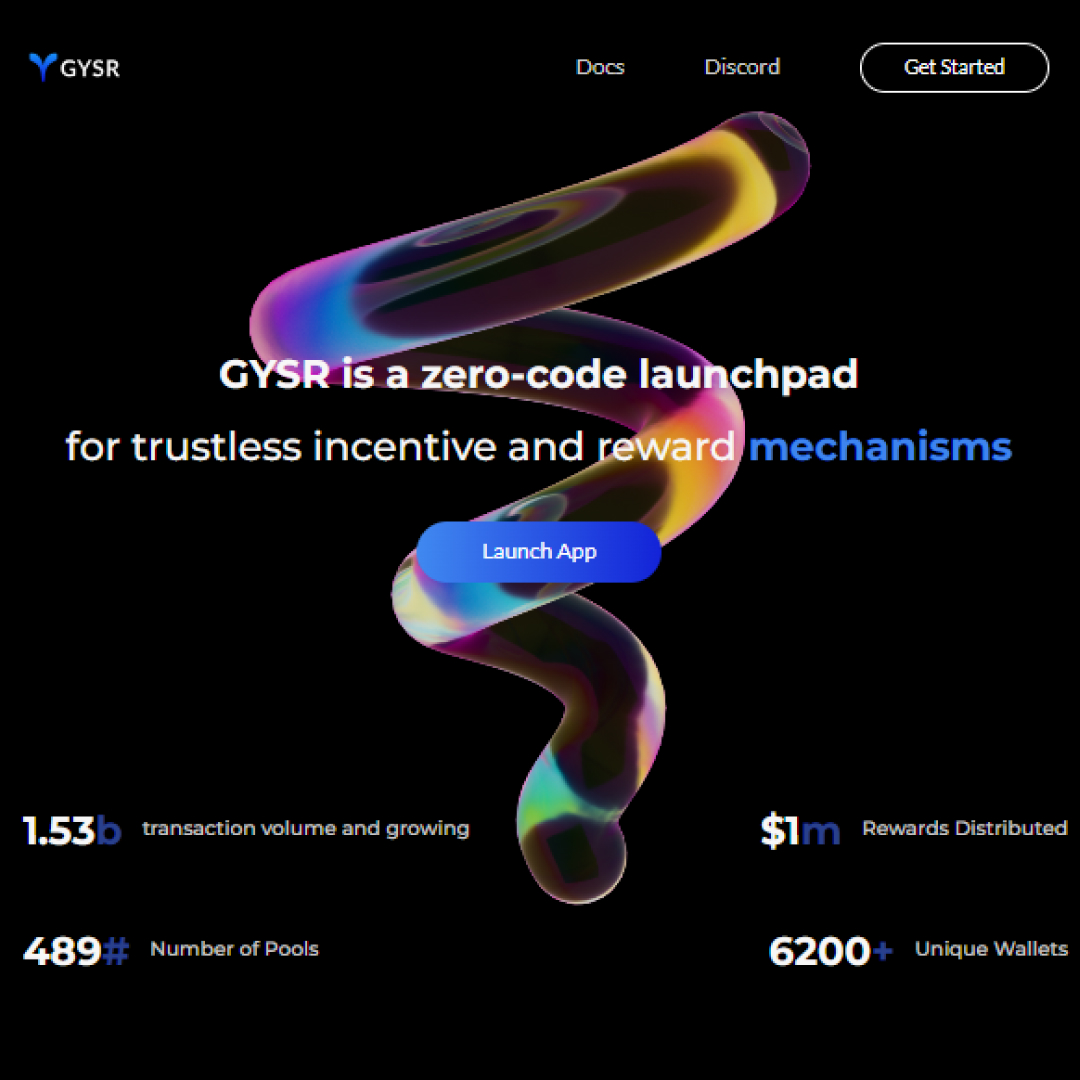 GYSR
Docs
Discord
Get Started
GYSR is a zero-code launchpad
for trustless incentive and reward mechanisms
Launch App
1.53b transaction volume and growing
$1m Rewards Distributed
489# Number of Pools
6200+ Unique Wallets